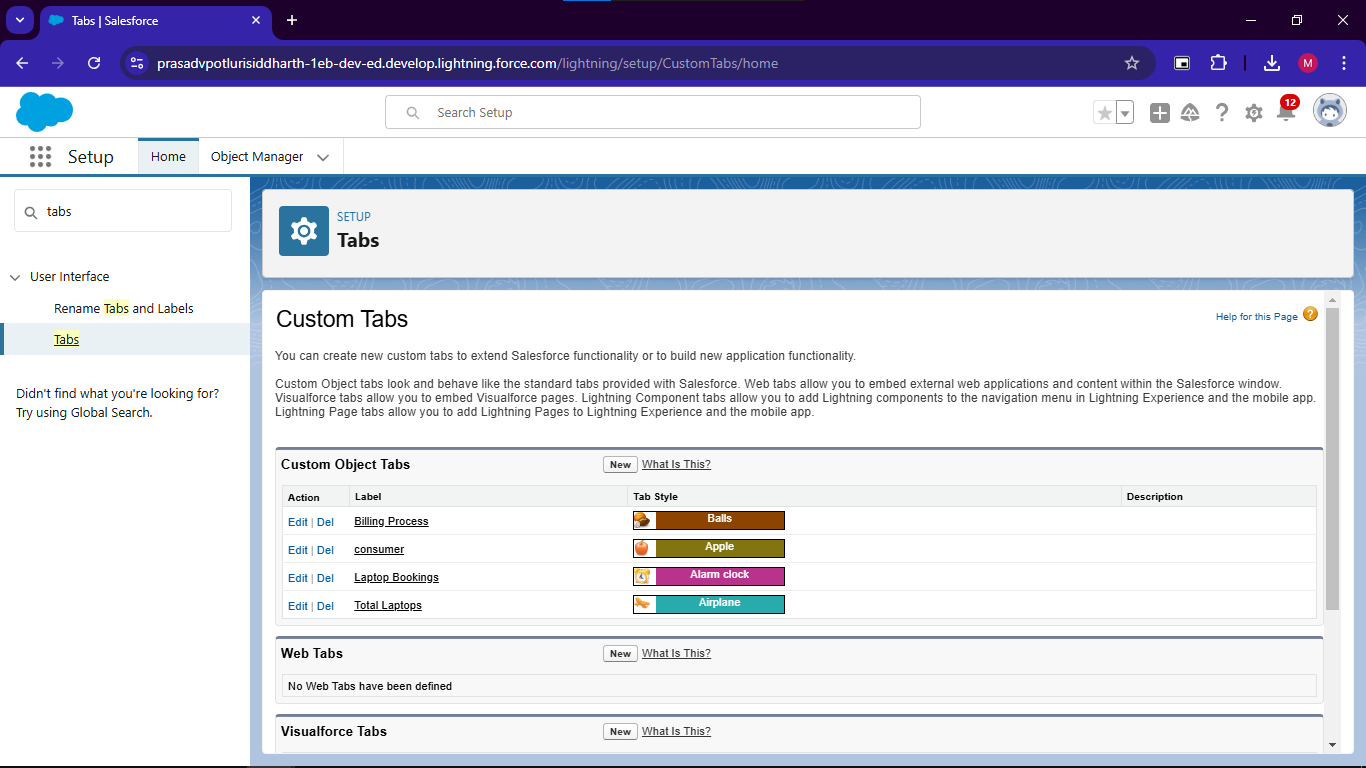 Tabs | Salesforce
prasadvpotlurisiddharth-1eb-dev-ed.develop.lightning.force.com/lightning/setup/CustomTabs/home
M
Search Setup
12
Setup
Home
Object Manager
tabs
User Interface
Rename Tabs and Labels
Tabs
Didn't find what you're looking for?
Try using Global Search.
SETUP
Tabs
Custom Tabs
Help for this Page ?
You can create new custom tabs to extend Salesforce functionality or to build new application functionality.
Custom Object tabs look and behave like the standard tabs provided with Salesforce. Web tabs allow you to embed external web applications and content within the Salesforce window.
Visualforce tabs allow you to embed Visualforce pages. Lightning Component tabs allow you to add Lightning components to the navigation menu in Lightning Experience and the mobile app.
Lightning Page tabs allow you to add Lightning Pages to Lightning Experience and the mobile app.
Custom Object Tabs New What Is This?
Action Label Tab Style Description
Edit | Del Billing Process Balls
Edit | Del consumer Apple
Edit | Del Laptop Bookings Alarm clock
Edit | Del Total Laptops Airplane
Web Tabs New What Is This?
No Web Tabs have been defined
Visualforce Tabs New What Is This?